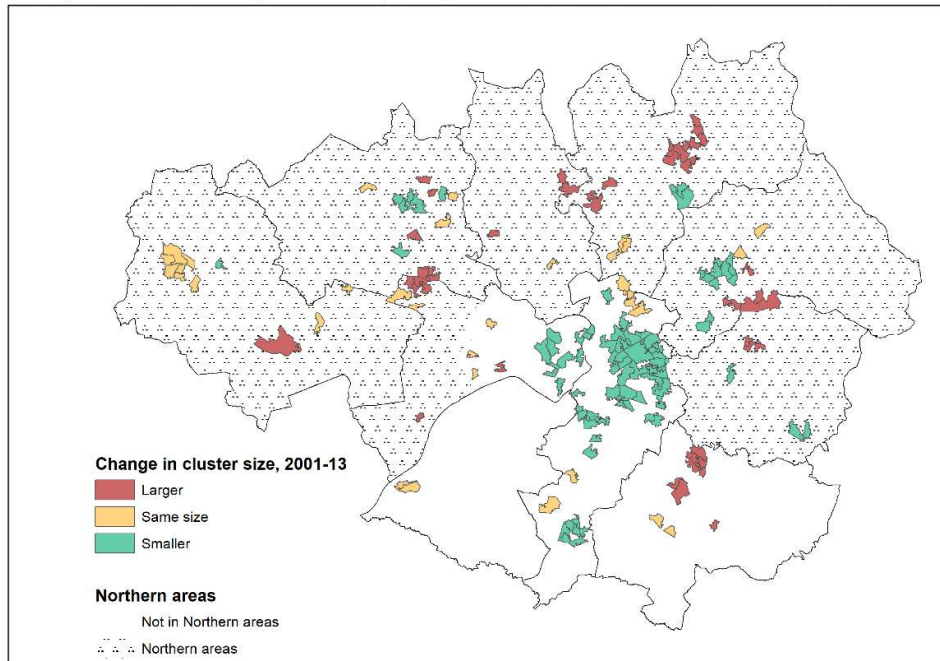 Change in cluster size, 2001-13
Larger
Same size
Smaller
Northern areas
Not in Northern areas
Northern areas